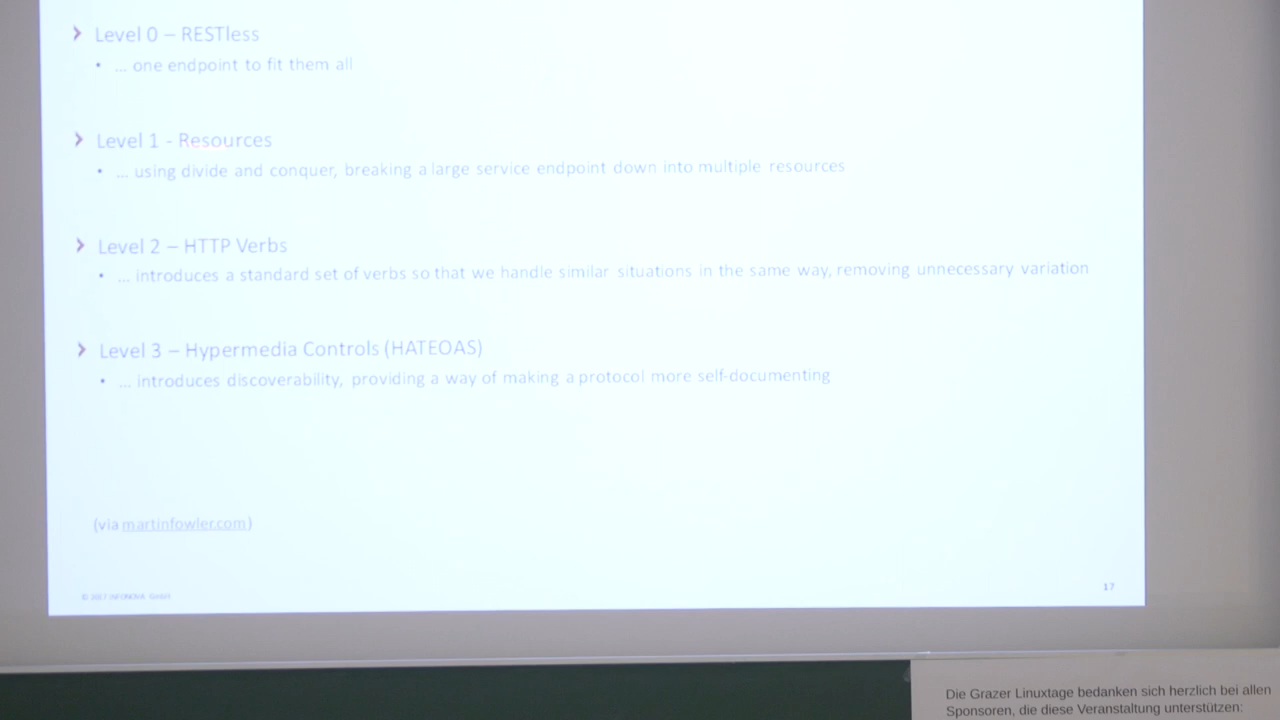 Level 0 – RESTless
• ... one endpoint to fit them all
Level 1 - Resources
• ... using divide and conquer, breaking a large service endpoint down into multiple resources
Level 2 – HTTP Verbs
• ... introduces a standard set of verbs so that we handle similar situations in the same way, removing unnecessary variation
Level 3 – Hypermedia Controls (HATEOAS)
• ... introduces discoverability, providing a way of making a protocol more self-documenting
(via martinfowler.com)
© 2017 INFONOVA GmbH
17
Die Grazer Linuxtage bedanken sich herzlich bei allen
Sponsoren, die diese Veranstaltung unterstützen: